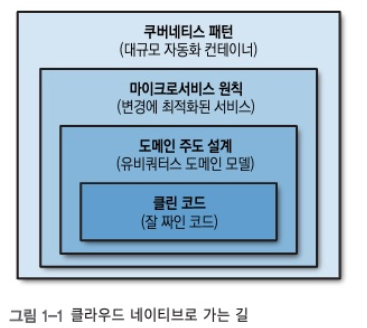 쿠버네티스 패턴
(대규모 자동화 컨테이너)
마이크로서비스 원칙
(변경에 최적화된 서비스)
도메인 주도 설계
(유비쿼터스 도메인 모델)
클린 코드
(잘 짜인 코드)
그림 1-1 클라우드 네이티브로 가는 길